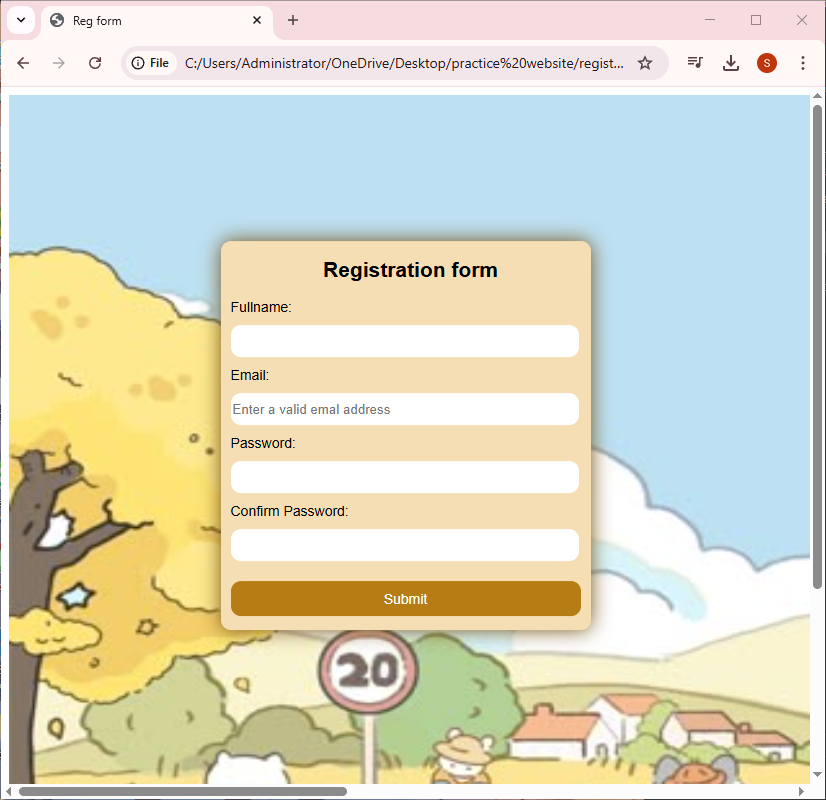 Reg form
File C:/Users/Administrator/OneDrive/Desktop/practice%20website/regist...
S
Registration form
Fullname:
Email:
Enter a valid emal address
Password:
Confirm Password:
Submit
20